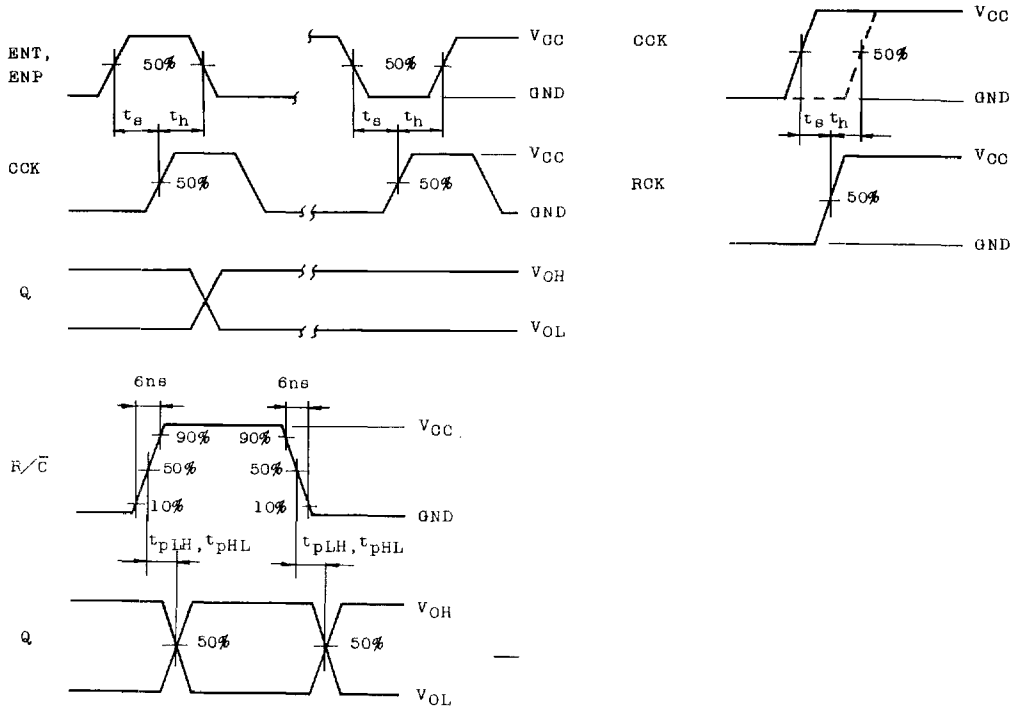 ENT,
ENP
50%
50%
VCC
GND
ts th
ts th
CCK
50%
50%
VCC
GND
Q
VOH
VOL
CCK
50%
VCC
GND
ts th
RCK
50%
VCC
GND
6ns
6ns
R/C̅
90%
90%
50%
50%
10%
10%
VCC
GND
tpLH, tpHL
tpLH, tpHL
Q
50%
50%
VOH
VOL